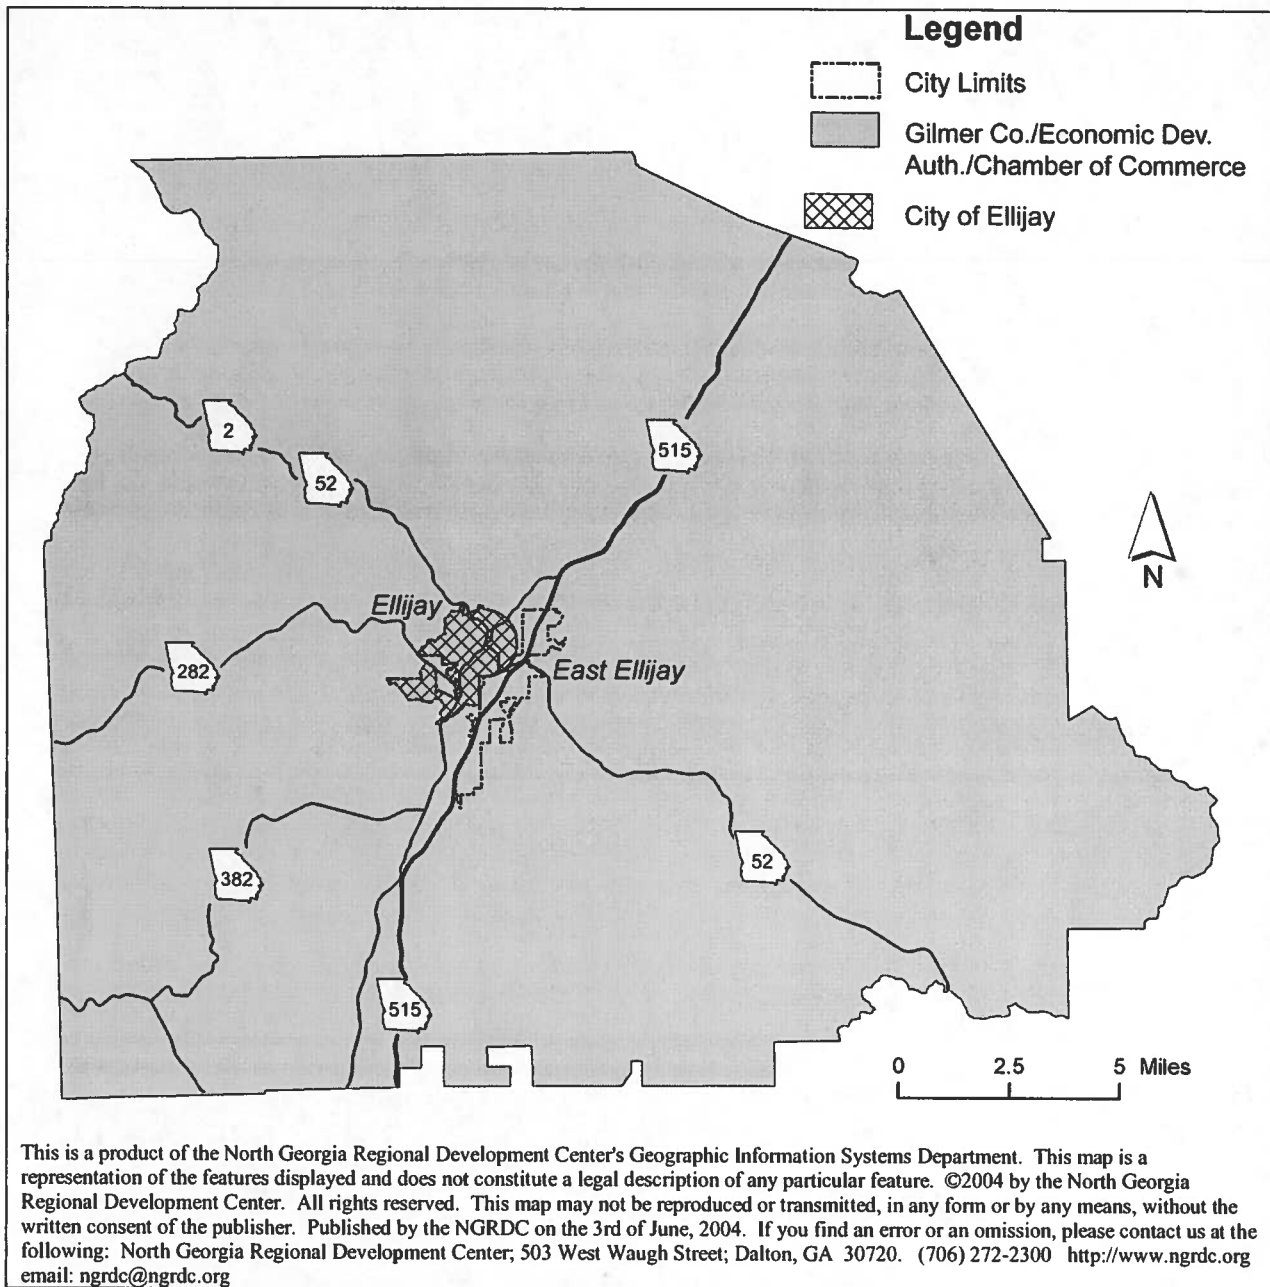 Legend
City Limits
Gilmer Co./Economic Dev.
Auth./Chamber of Commerce
City of Ellijay
2
52
515
N
Ellijay
East Ellijay
282
382
52
515
0 2.5 5 Miles
This is a product of the North Georgia Regional Development Center's Geographic Information Systems Department. This map is a
representation of the features displayed and does not constitute a legal description of any particular feature. ©2004 by the North Georgia
Regional Development Center. All rights reserved. This map may not be reproduced or transmitted, in any form or by any means, without the
written consent of the publisher. Published by the NGRDC on the 3rd of June, 2004. If you find an error or an omission, please contact us at the
following: North Georgia Regional Development Center; 503 West Waugh Street; Dalton, GA 30720. (706) 272-2300 http://www.ngrdc.org
email: ngrdc@ngrdc.org